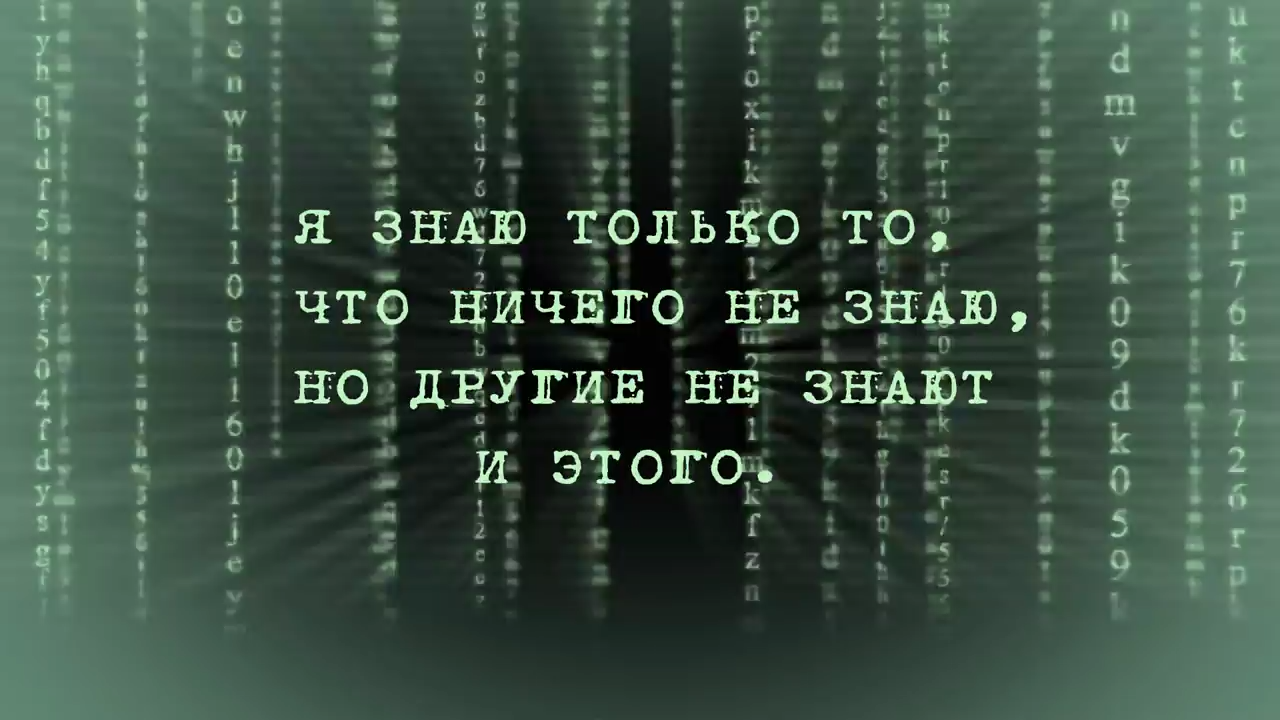 Я ЗНАЮ ТОЛЬКО ТО,
ЧТО НИЧЕГО НЕ ЗНАЮ,
НО ДРУГИЕ НЕ ЗНАЮТ
И ЭТОГО.